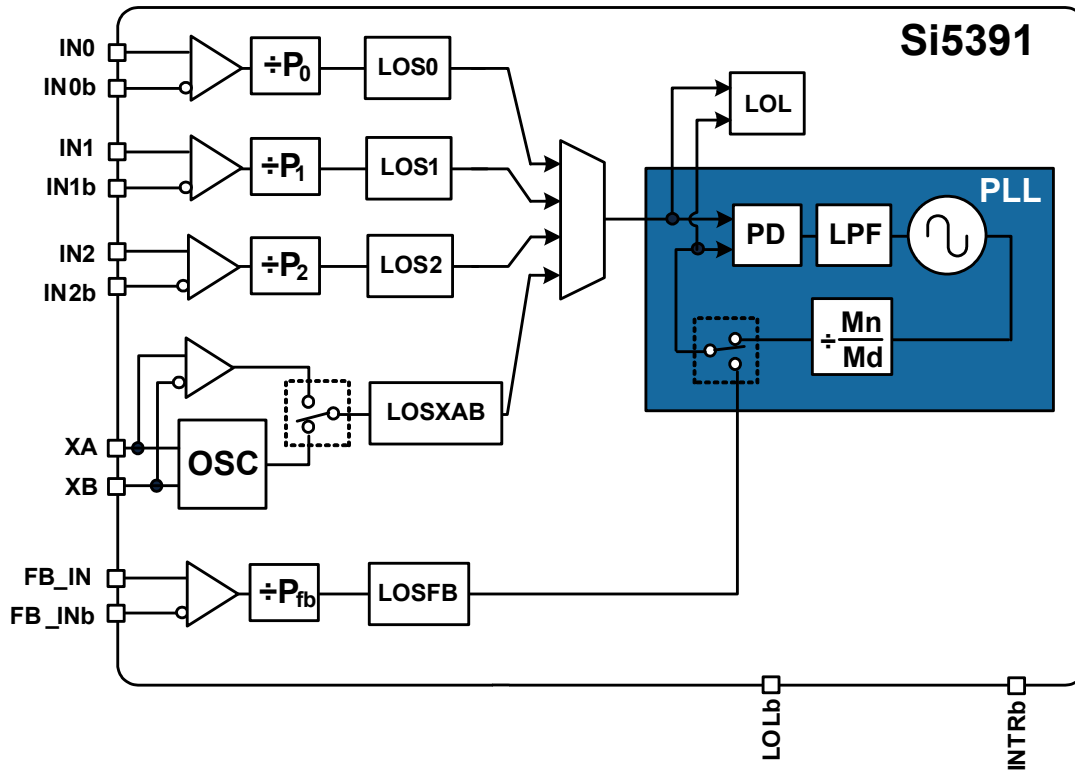 Si5391
IN0
IN0b
÷P0
LOS0
LOL
IN1
IN1b
÷P1
LOS1
PLL
PD
LPF
IN2
IN2b
÷P2
LOS2
÷
Mn
Md
LOSXAB
XA
XB
OSC
FB_IN
FB_INb
÷Pfb
LOSFB
LOLb
INTRb